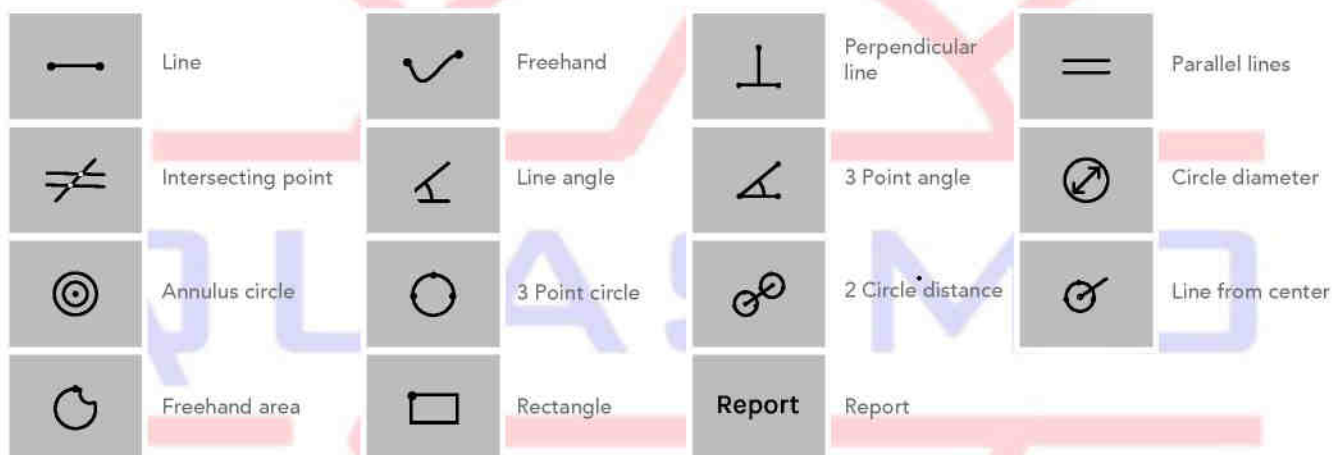 Line
Freehand
Perpendicular
line
Parallel lines
Intersecting point
Line angle
3 Point angle
Circle diameter
Annulus circle
3 Point circle
2 Circle distance
Line from center
Freehand area
Rectangle
Report
Report
QUASMO